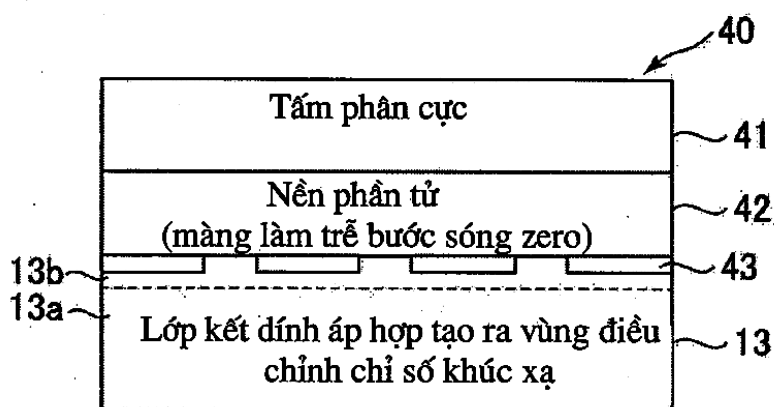 40
Tấm phân cực
41
Nền phần tử
(màng làm trễ bước sóng zero)
42
13b
43
13a
Lớp kết dính áp hợp tạo ra vùng điều
chỉnh chỉ số khúc xạ
13